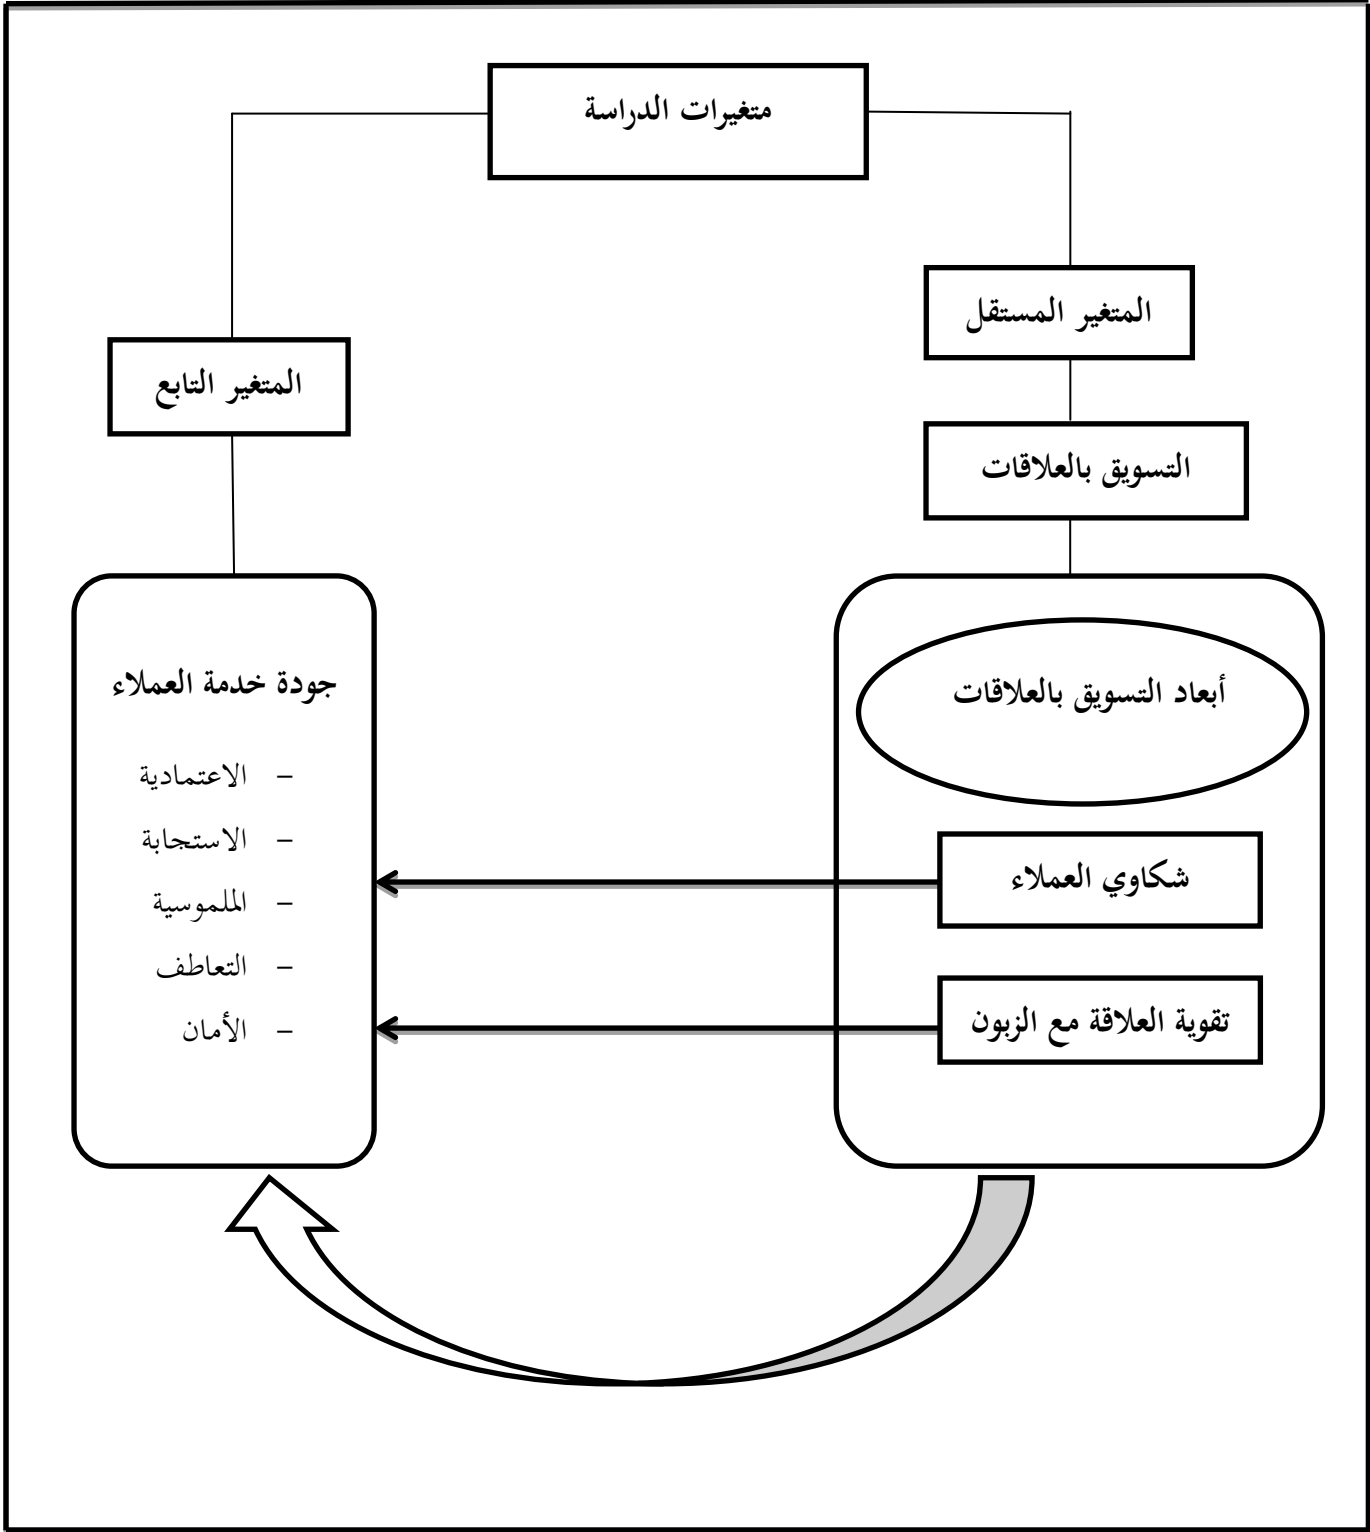 متغيرات الدراسة
المتغير المستقل
المتغير التابع
التسويق بالعلاقات
أبعاد التسويق بالعلاقات
شكاوي العملاء
تقوية العلاقة مع الزبون
جودة خدمة العملاء
– الاعتمادية
– الاستجابة
– الملموسية
– التعاطف
– الأمان